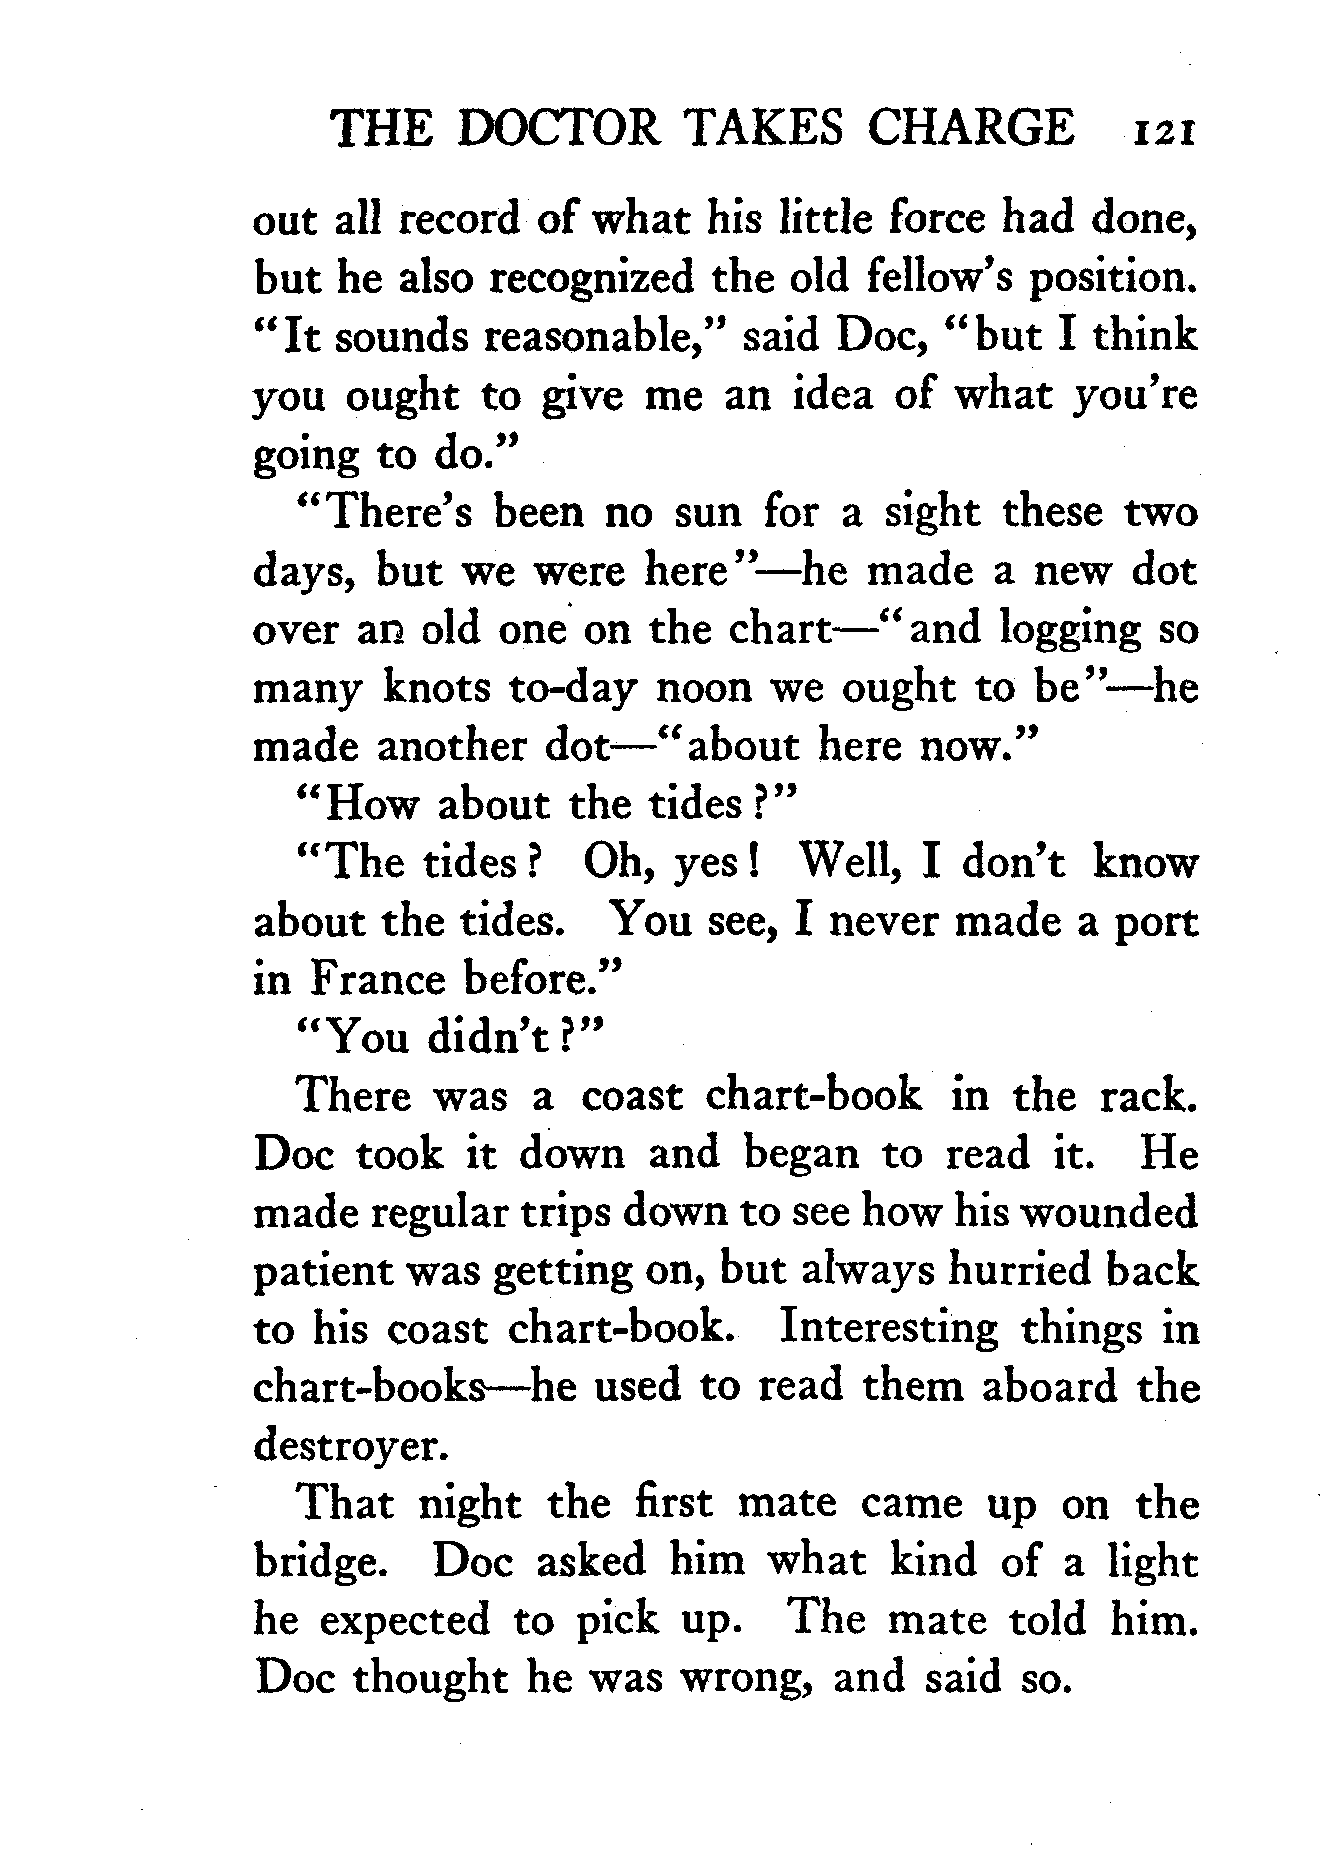 THE DOCTOR TAKES CHARGE 121
out all record of what his little force had done,
but he also recognized the old fellow's position.
"It sounds reasonable," said Doc, "but I think
you ought to give me an idea of what you're
going to do."
"There's been no sun for a sight these two
days, but we were here"—he made a new dot
over an old one on the chart—"and logging so
many knots to-day noon we ought to be"—he
made another dot—"about here now."
"How about the tides?"
"The tides? Oh, yes! Well, I don't know
about the tides. You see, I never made a port
in France before."
"You didn't?"
There was a coast chart-book in the rack.
Doc took it down and began to read it. He
made regular trips down to see how his wounded
patient was getting on, but always hurried back
to his coast chart-book. Interesting things in
chart-books—he used to read them aboard the
destroyer.
That night the first mate came up on the
bridge. Doc asked him what kind of a light
he expected to pick up. The mate told him.
Doc thought he was wrong, and said so.